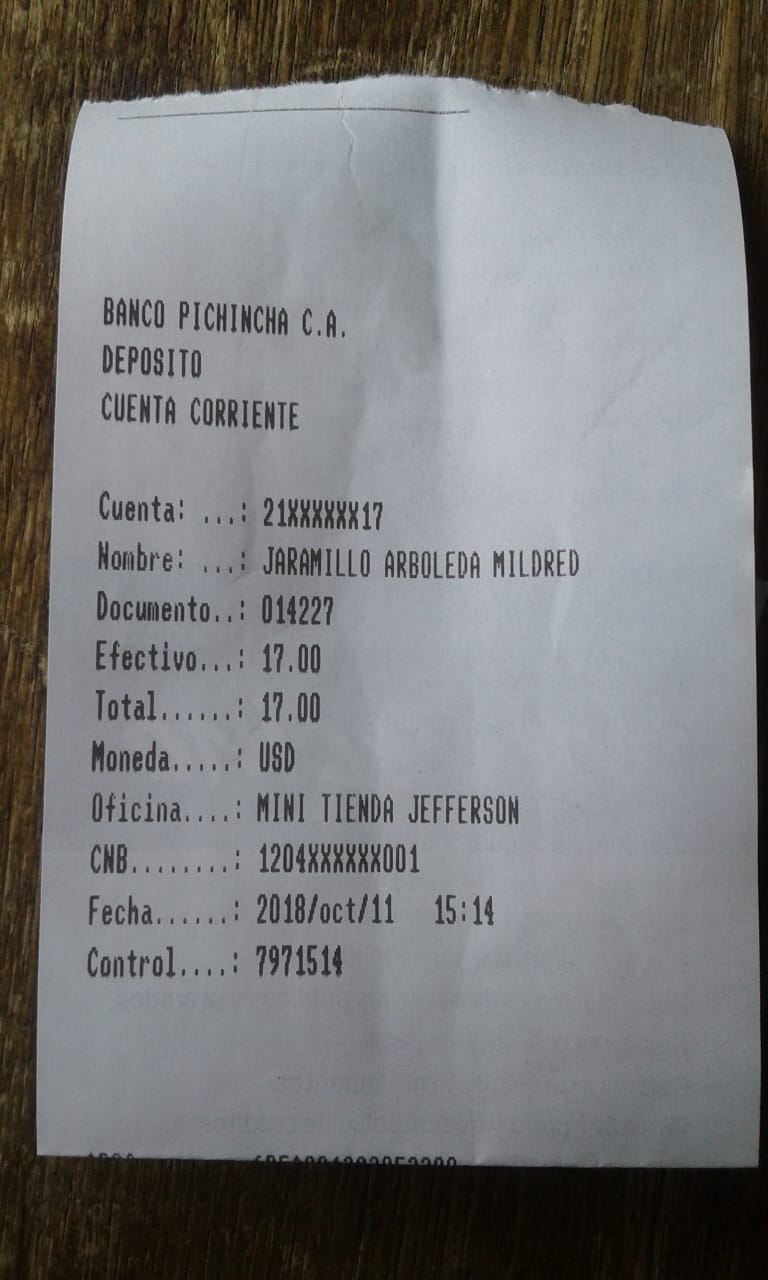 BANCO PICHINCHA C.A.
DEPOSITO
CUENTA CORRIENTE
Cuenta: ...: 21XXXXXX17
Nombre: ...: JARAMILLO ARBOLEDA MILDRED
Documento..: 014227
Efectivo...: 17.00
Total......: 17.00
Moneda.....: USD
Oficina....: MINI TIENDA JEFFERSON
CNB........: 1204XXXXXX001
Fecha......: 2018/oct/11 15:14
Control....: 7971514